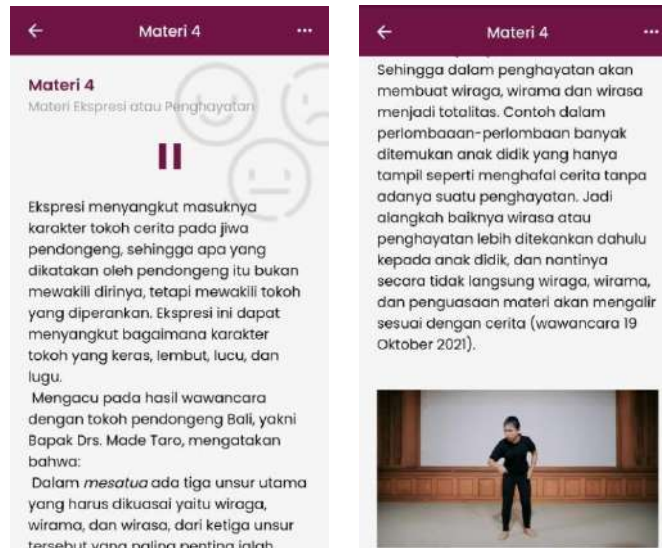 Materi 4
Materi 4
Materi Ekspresi atau Penghayatan
Ekspresi menyangkut masuknya
karakter tokoh cerita pada jiwa
pendongeng, sehingga apa yang
dikatakan oleh pendongeng itu bukan
mewakili dirinya, tetapi mewakili tokoh
yang diperankan. Ekspresi ini dapat
menyangkut bagaimana karakter
tokoh yang keras, lembut, lucu, dan
lugu.
Mengacu pada hasil wawancara
dengan tokoh pendongeng Bali, yakni
Bapak Drs. Made Taro, mengatakan
bahwa:
Dalam mesatua ada tiga unsur utama
yang harus dikuasai yaitu wiraga,
wirama, dan wirasa, dari ketiga unsur
tersebut yang paling penting ialah
Materi 4
Sehingga dalam penghayatan akan
membuat wiraga, wirama dan wirasa
menjadi totalitas. Contoh dalam
perlombaaan-perlombaan banyak
ditemukan anak didik yang hanya
tampil seperti menghafal cerita tanpa
adanya suatu penghayatan. Jadi
alangkah baiknya wirasa atau
penghayatan lebih ditekankan dahulu
kepada anak didik, dan nantinya
secara tidak langsung wiraga, wirama,
dan penguasaan materi akan mengalir
sesuai dengan cerita (wawancara 19
Oktober 2021).